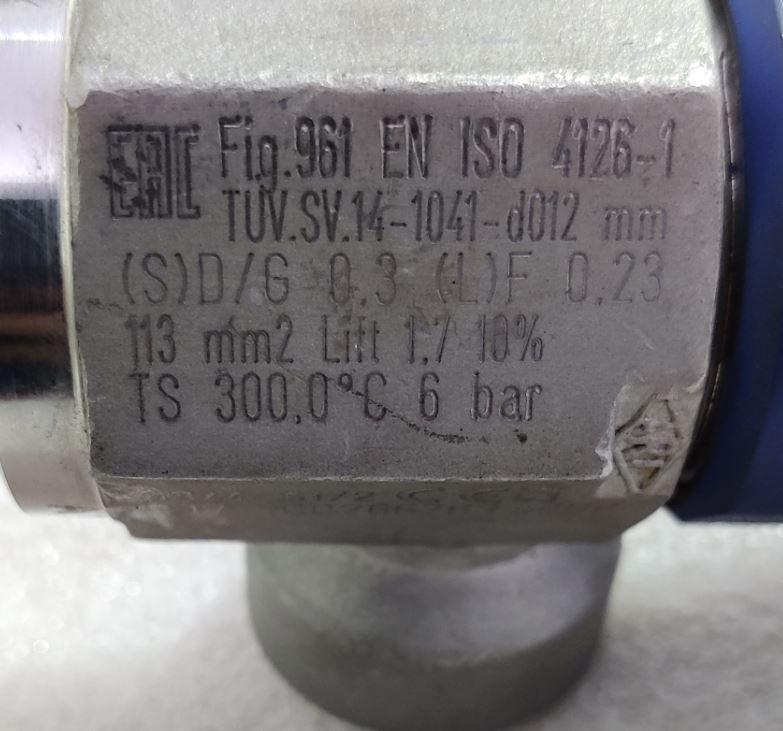 EAC Fig.961 EN ISO 4126-1
TUV.SV.14-1041-d012 mm
(S)D/G 0,3 (L)F 0,23
113 mm2 Lift 1,7 10%
TS 300,0°C 6 bar